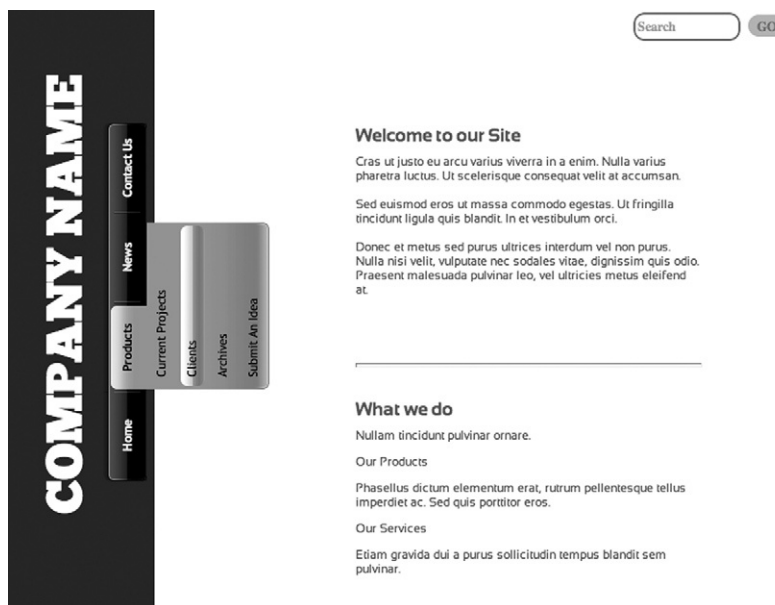 Search
GO
COMPANY NAME
Home
Products
News
Contact Us
Current Projects
Clients
Archives
Submit An Idea
Welcome to our Site
Cras ut justo eu arcu varius viverra in a enim. Nulla varius
pharetra luctus. Ut scelerisque consequat velit at accumsan.
Sed euismod eros ut massa commodo egestas. Ut fringilla
tincidunt ligula quis blandit. In et vestibulum orci.
Donec et metus sed purus ultrices interdum vel non purus.
Nulla nisi velit, vulputate nec sodales vitae, dignissim quis odio.
Praesent malesuada pulvinar leo, vel ultricies metus eleifend
at.
What we do
Nullam tincidunt pulvinar ornare.
Our Products
Phasellus dictum elementum erat, rutrum pellentesque tellus
imperdiet ac. Sed quis porttitor eros.
Our Services
Etiam gravida dui a purus sollicitudin tempus blandit sem
pulvinar.